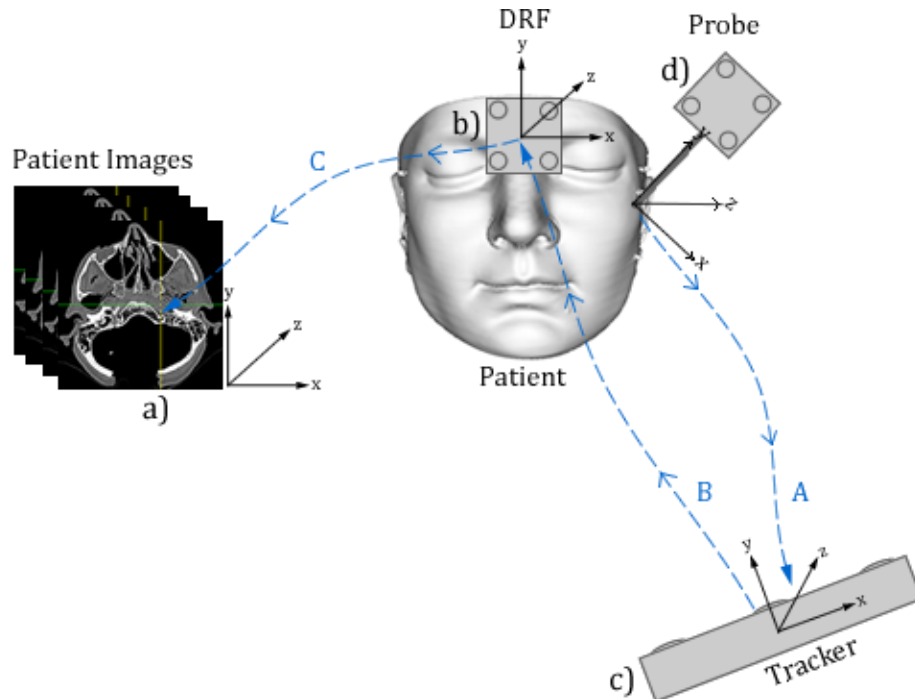 DRF
Probe
y
z
d)
b)
x
Patient Images
C
y
z
x
z
x
y
Patient
a)
B
A
y
z
x
c)
Tracker